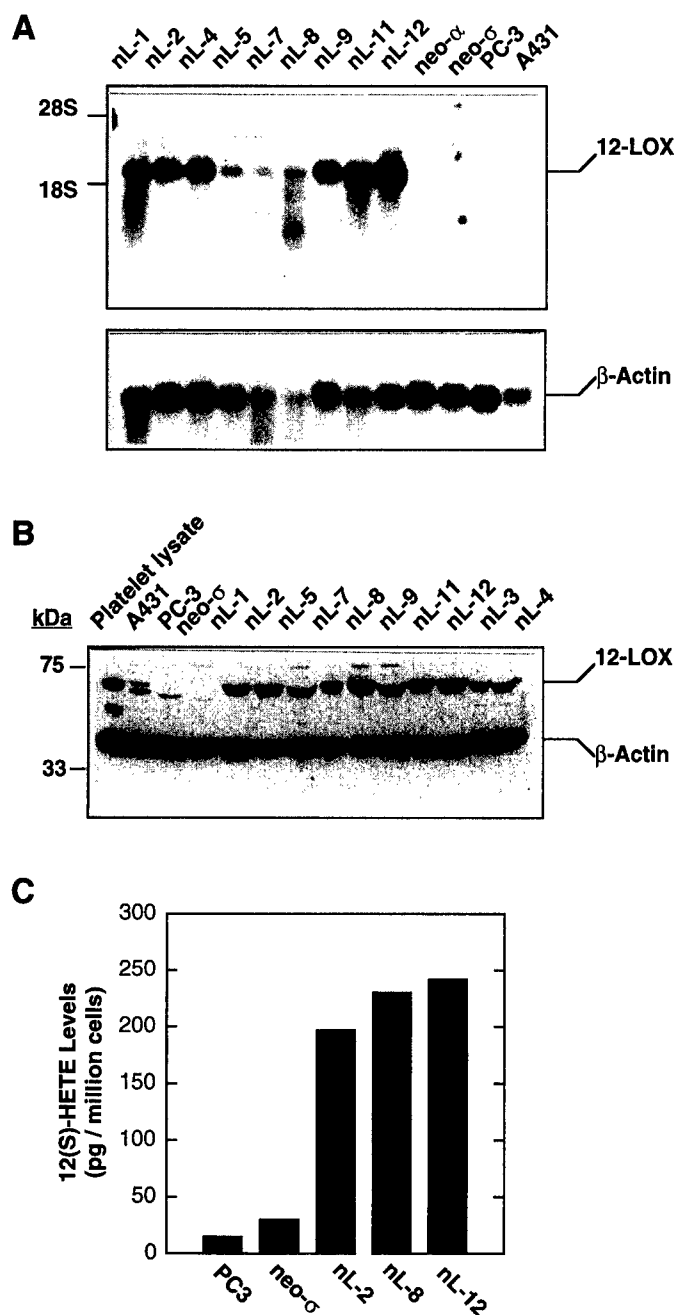 A
nL-1 nL-2 nL-4 nL-5 nL-7 nL-8 nL-9 nL-11 nL-12 neo-α neo-σ PC-3 A431
28S
12-LOX
18S
β-Actin
B
Platelet lysate A431 PC-3 neo-σ nL-1 nL-2 nL-5 nL-7 nL-8 nL-9 nL-11 nL-12 nL-3 nL-4
kDa
75
12-LOX
β-Actin
33
C
12(S)-HETE Levels
(pg / million cells)
300
250
200
150
100
50
0
PC3 neo-σ nL-2 nL-8 nL-12